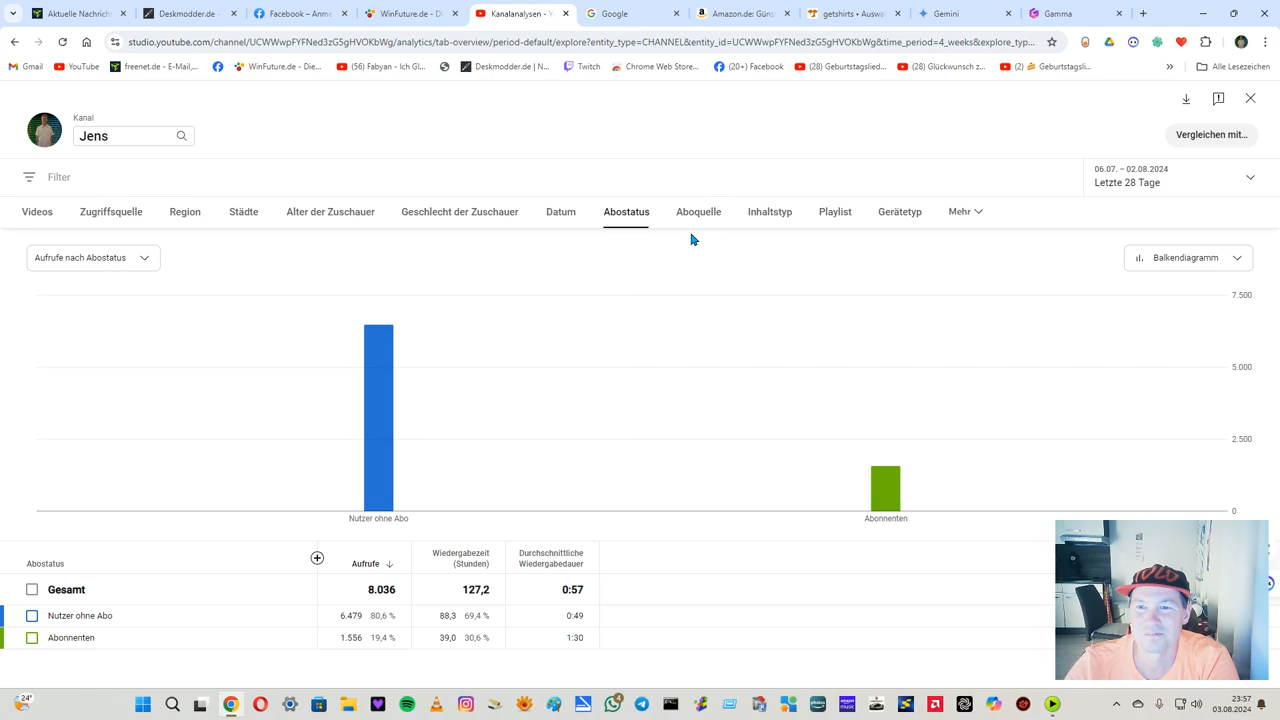 Nachrichten
Deskmodder.d
Facebook – Anme
WinFuture.de - D
Kanalanalysen - Y
Google
Amazon.de: Güns
getshirts • Auswa
Gemini
Gamma
studio.youtube.com/channel/UCWWwpFYFNed3zG5gHVOKbWg/analytics/tab-overview/period-default/explore?entity_type=CHANNEL&entity_id=UCWWwpFYFNed3zG5gHVOKbWg&time_period=4_weeks&explore_typ...
Gmail
YouTube
freenet.de - E-Mail,...
WinFuture.de - Die...
(56) Fabyan - Ich Gl...
Deskmodder.de | N...
Twitch
Chrome Web Store...
(20+) Facebook
(28) Geburtstagslied...
(28) Glückwunsch z...
(2) Geburtstagsli...
»
Alle Lesezeichen
Kanal
Jens
Vergleichen mit...
Filter
06.07. – 02.08.2024
Letzte 28 Tage
Videos
Zugriffsquelle
Region
Städte
Alter der Zuschauer
Geschlecht der Zuschauer
Datum
Abostatus
Aboquelle
Inhaltstyp
Playlist
Gerätetyp
Mehr
Aufrufe nach Abostatus
Balkendiagramm
7.500
5.000
2.500
0
Nutzer ohne Abo
Abonnenten
Abostatus
Aufrufe
Wiedergabezeit
(Stunden)
Durchschnittliche
Wiedergabedauer
Gesamt
8.036
127,2
0:57
Nutzer ohne Abo
6.479 80,6 %
88,3 69,4 %
0:49
Abonnenten
1.556 19,4 %
39,0 30,6 %
1:30
24°
4
23:57
03.08.2024